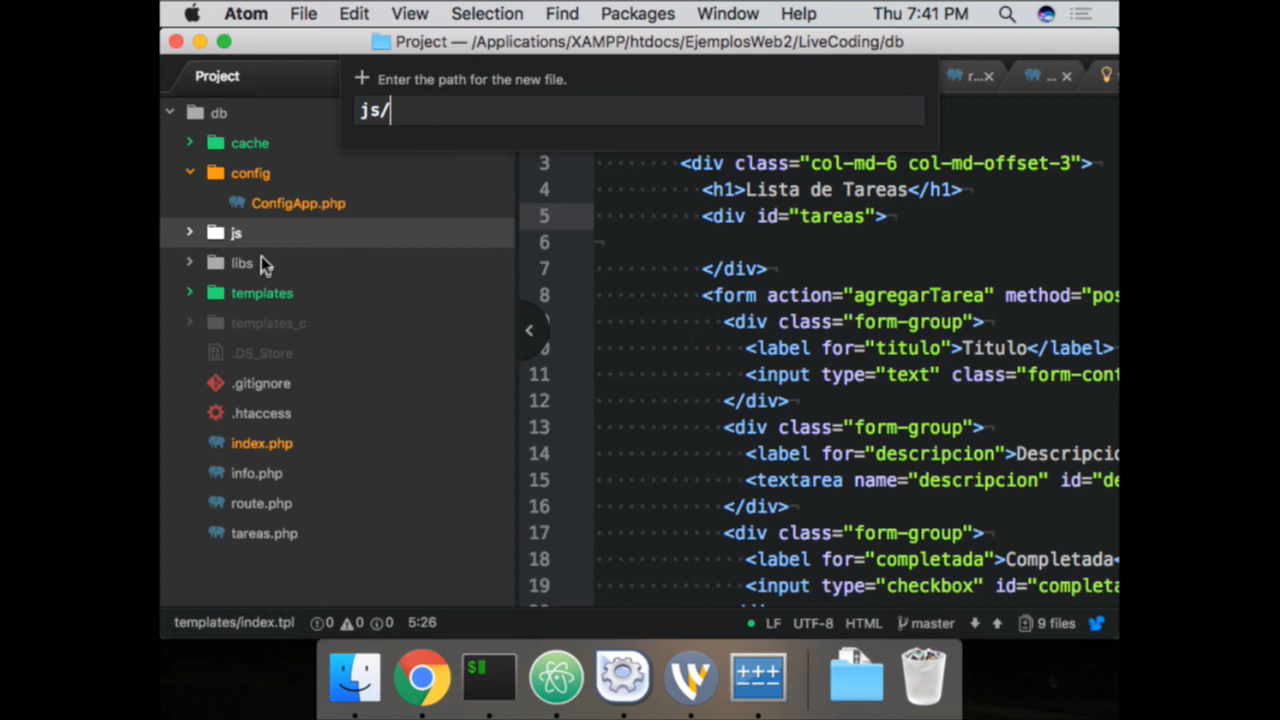 Atom File Edit View Selection Find Packages Window Help Thu 7:41 PM
Project — /Applications/XAMPP/htdocs/EjemplosWeb2/LiveCoding/db
Project
Enter the path for the new file.
r... ...
js/
db
cache
config
ConfigApp.php
js
libs
templates
templates_c
.DS_Store
.gitignore
.htaccess
index.php
info.php
route.php
tareas.php
3 <div class="col-md-6 col-md-offset-3">
4 <h1>Lista de Tareas</h1>
5 <div id="tareas">
6
7 </div>
8 <form action="agregarTarea" method="pos
<div class="form-group">
<label for="titulo">Titulo</label>
11 <input type="text" class="form-cont
12 </div>
13 <div class="form-group">
14 <label for="descripcion">Descripcio
15 <textarea name="descripcion" id="de
16 </div>
17 <div class="form-group">
18 <label for="completada">Completada<
19 <input type="checkbox" id="completa
templates/index.tpl 0 0 0 5:26 LF UTF-8 HTML master 9 files
$